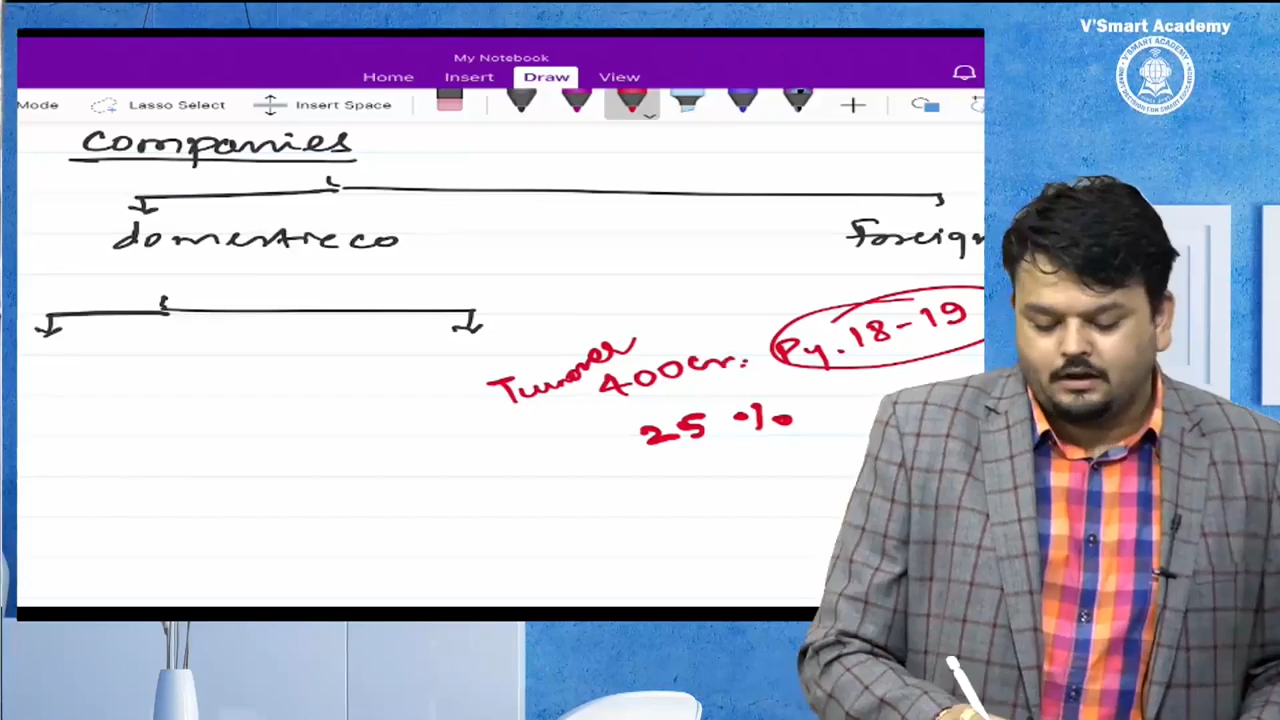 V'Smart Academy
My Notebook
Home Insert Draw View
Mode Lasso Select Insert Space
Companies
domestic co Foreign
Turnover 400cr. Py. 18-19
25 %